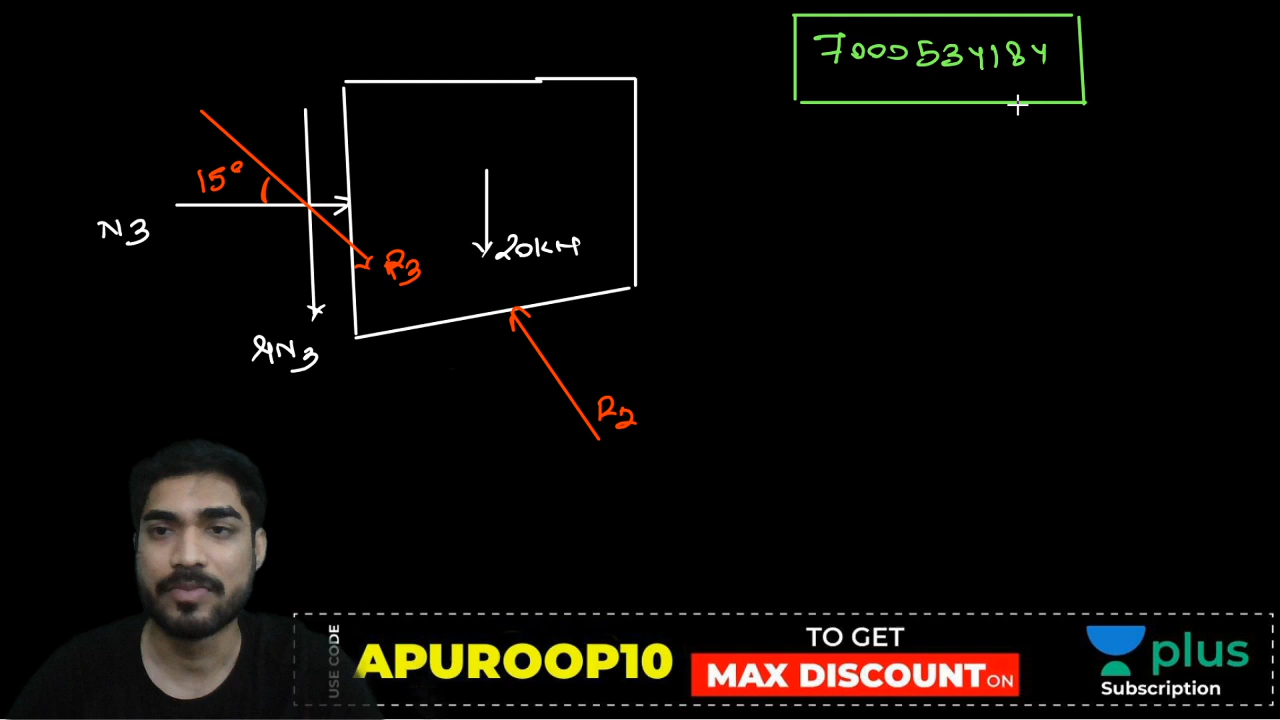 7000534184
15°
N3
20kN
R3
μN3
R2
USE CODE
APUROOP10
TO GET
MAX DISCOUNT ON
plus
Subscription